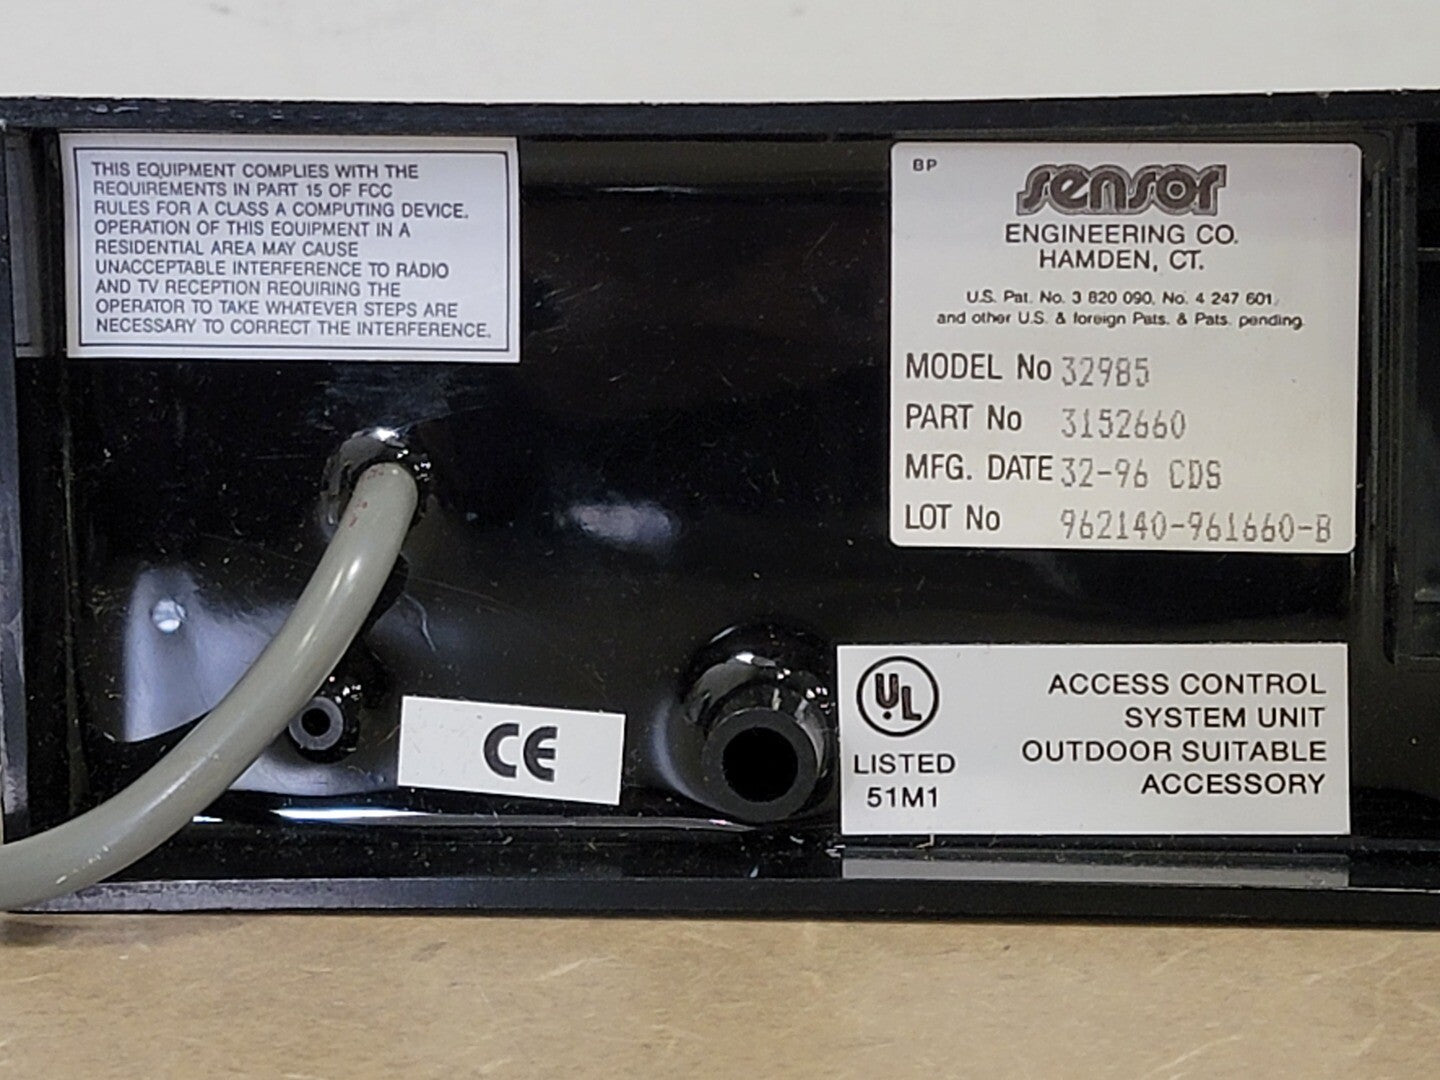 THIS EQUIPMENT COMPLIES WITH THE
REQUIREMENTS IN PART 15 OF FCC
RULES FOR A CLASS A COMPUTING DEVICE.
OPERATION OF THIS EQUIPMENT IN A
RESIDENTIAL AREA MAY CAUSE
UNACCEPTABLE INTERFERENCE TO RADIO
AND TV RECEPTION REQUIRING THE
OPERATOR TO TAKE WHATEVER STEPS ARE
NECESSARY TO CORRECT THE INTERFERENCE.
BP
sensor
ENGINEERING CO.
HAMDEN, CT.
U.S. Pat. No. 3 820 090, No. 4 247 601,
and other U.S. & foreign Pats. & Pats. pending.
MODEL No 32985
PART No 3152660
MFG. DATE 32-96 CDS
LOT No 962140-961660-B
CE
UL
LISTED
51M1
ACCESS CONTROL
SYSTEM UNIT
OUTDOOR SUITABLE
ACCESSORY